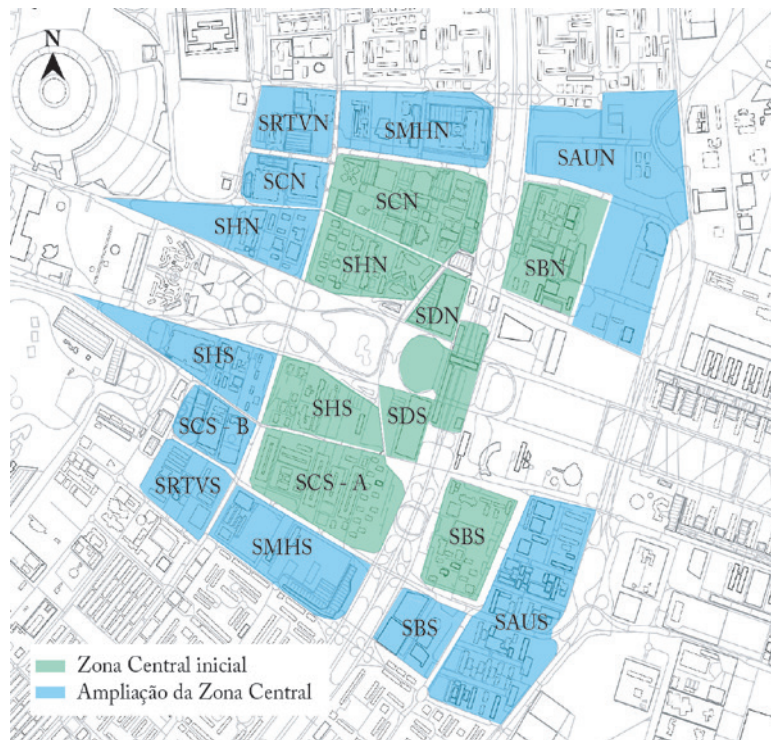 N
SRTVN
SMHN
SAUN
SCN
SCN
SHN
SHN
SBN
SDN
SHS
SHS
SDS
SCS - B
SCS - A
SRTVS
SMHS
SBS
SBS
SAUS
Zona Central inicial
Ampliação da Zona Central